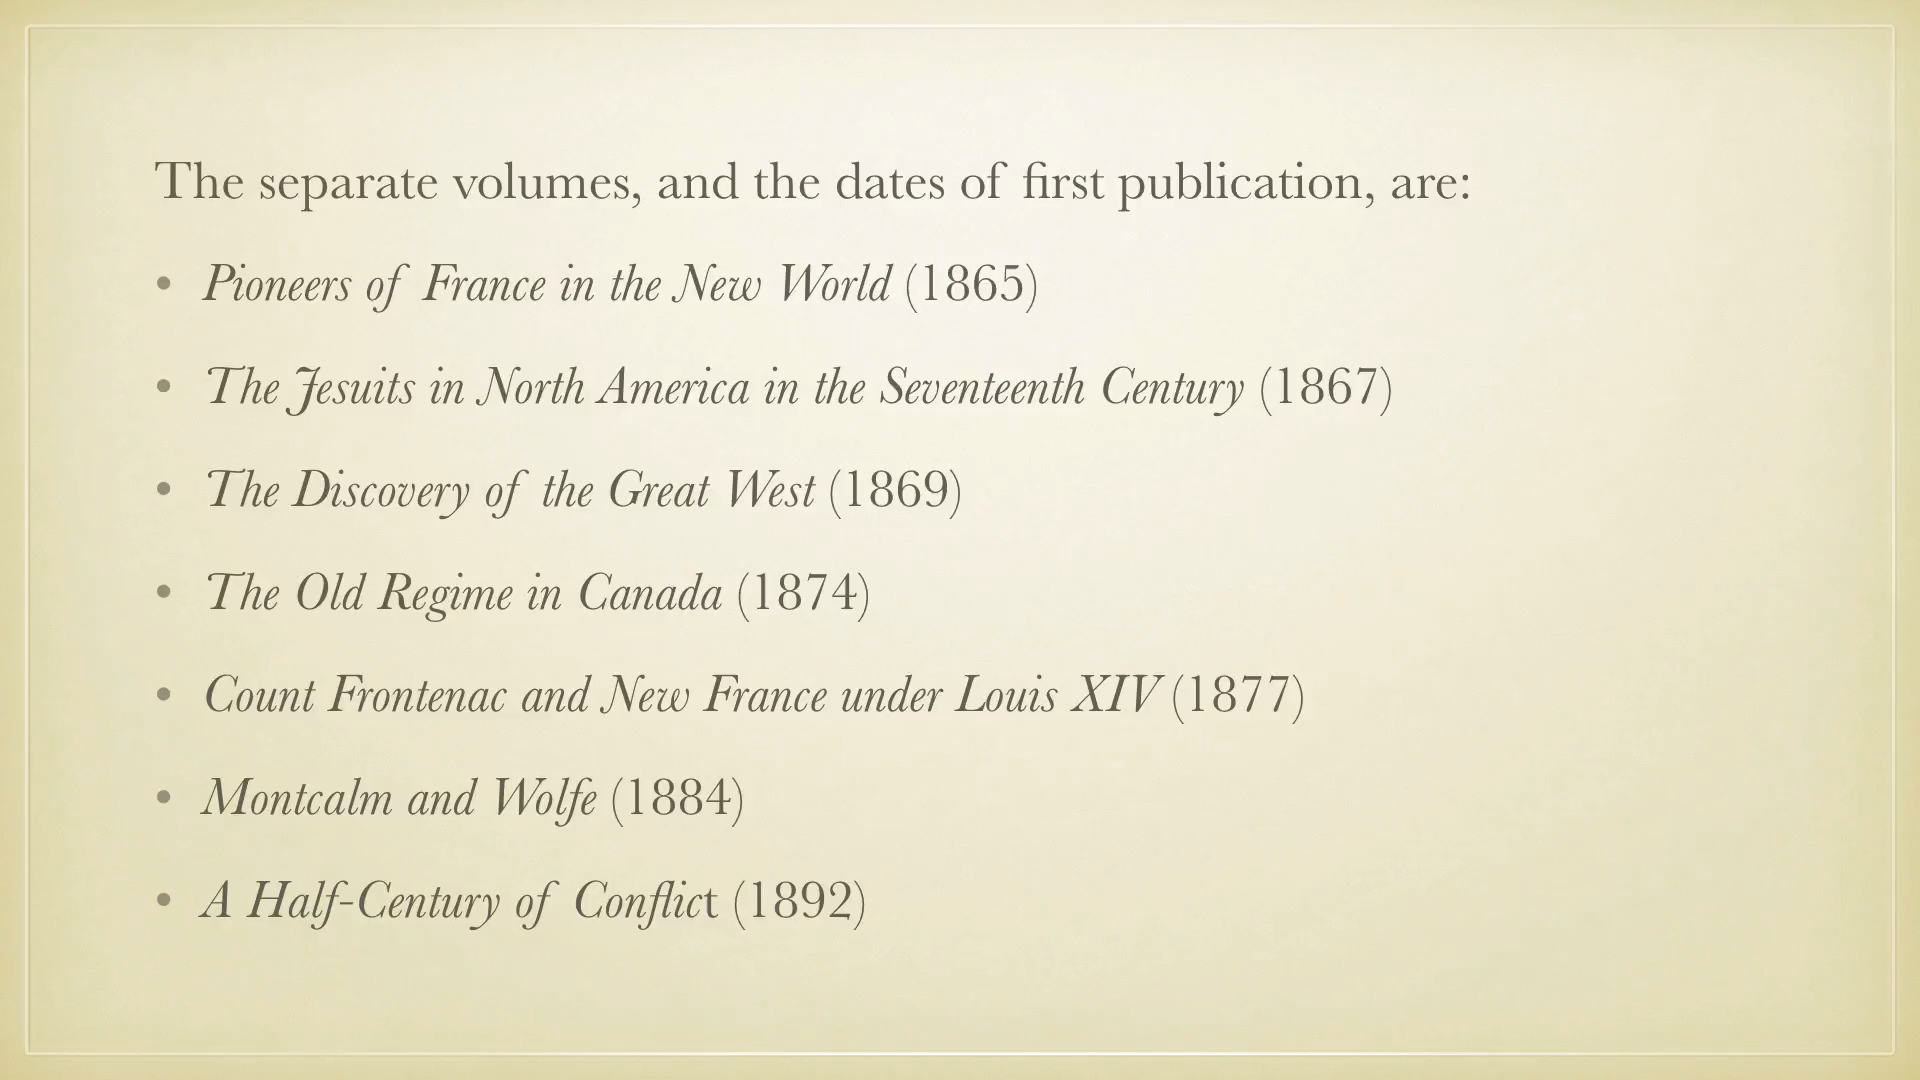 The separate volumes, and the dates of first publication, are:
• Pioneers of France in the New World (1865)
• The Jesuits in North America in the Seventeenth Century (1867)
• The Discovery of the Great West (1869)
• The Old Regime in Canada (1874)
• Count Frontenac and New France under Louis XIV (1877)
• Montcalm and Wolfe (1884)
• A Half-Century of Conflict (1892)